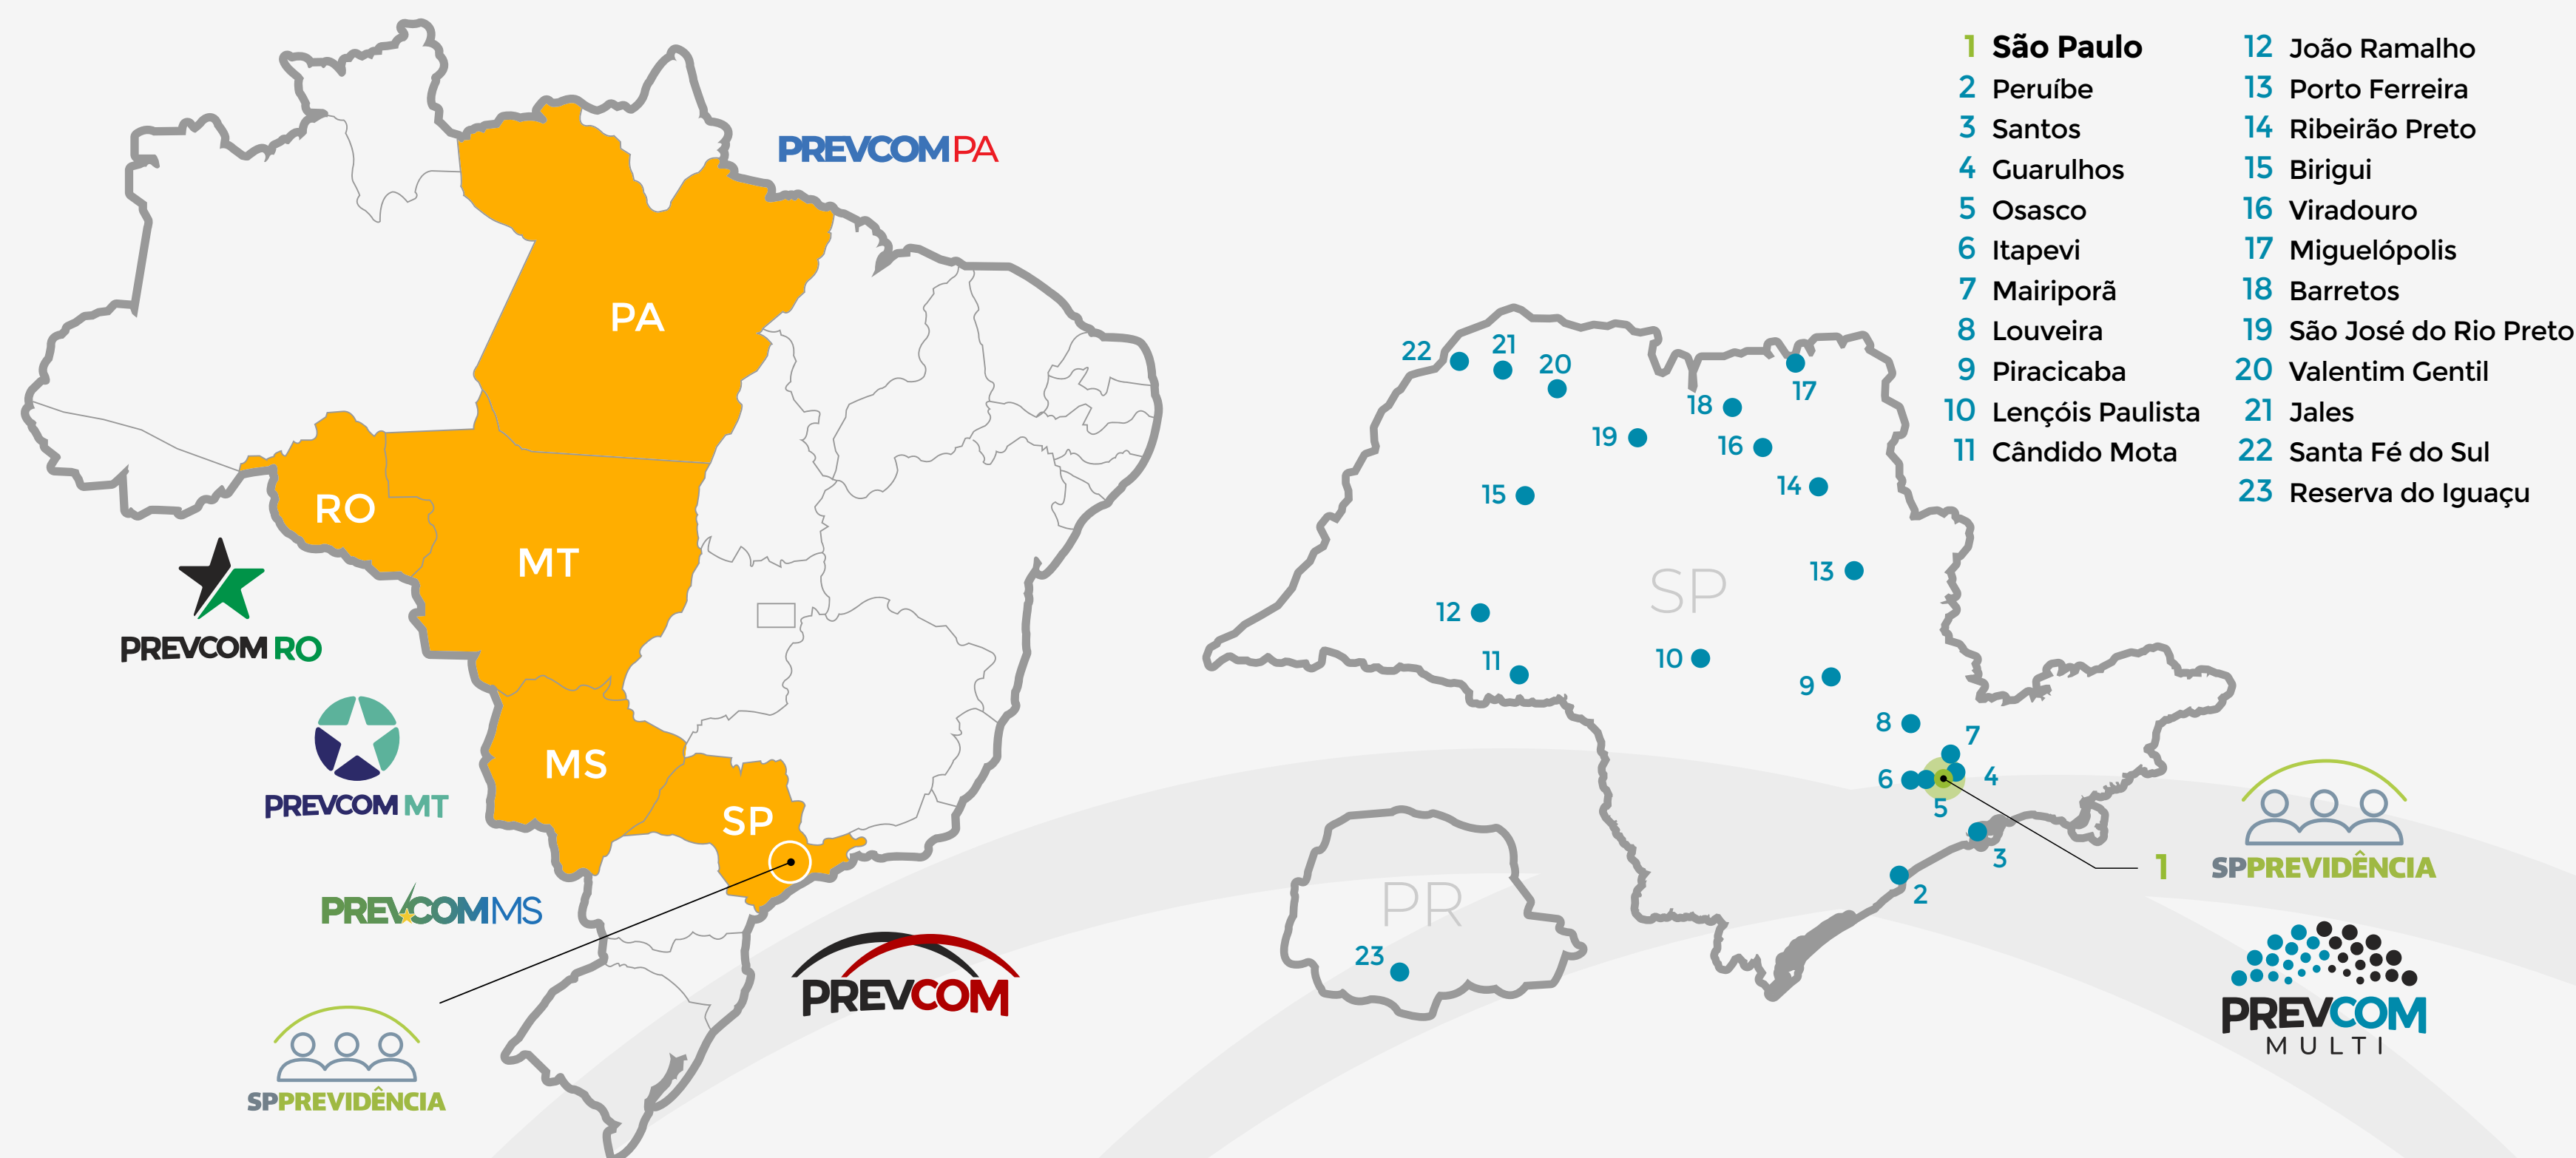 PREVCOM PA
PA
RO
MT
MS
SP
PREVCOM RO
PREVCOM MT
PREVCOM MS
PREVCOM
SPPREVIDÊNCIA
1 São Paulo
2 Peruíbe
3 Santos
4 Guarulhos
5 Osasco
6 Itapevi
7 Mairiporã
8 Louveira
9 Piracicaba
10 Lençóis Paulista
11 Cândido Mota
12 João Ramalho
13 Porto Ferreira
14 Ribeirão Preto
15 Birigui
16 Viradouro
17 Miguelópolis
18 Barretos
19 São José do Rio Preto
20 Valentim Gentil
21 Jales
22 Santa Fé do Sul
23 Reserva do Iguaçu
22
21
20
17
18
19
16
14
15
SP
13
12
11
10
9
8
7
6
4
5
3
1
2
PR
23
SPPREVIDÊNCIA
PREVCOM
MULTI